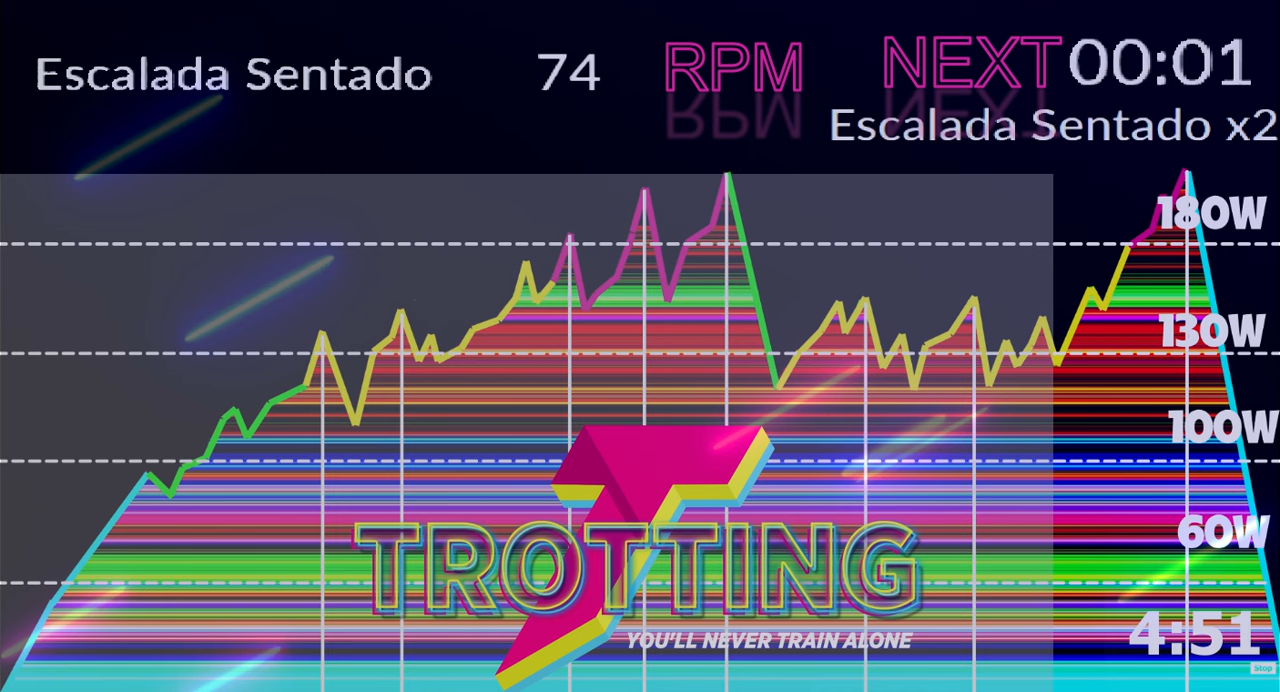 Escalada Sentado 74 RPM NEXT 00:01
Escalada Sentado x2
180W
130W
100W
60W
TROTTING
YOU'LL NEVER TRAIN ALONE
4:51
Stop